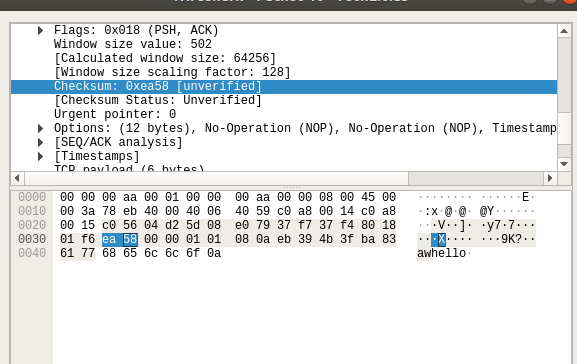 Flags: 0x018 (PSH, ACK)
Window size value: 502
[Calculated window size: 64256]
[Window size scaling factor: 128]
Checksum: 0xea58 [unverified]
[Checksum Status: Unverified]
Urgent pointer: 0
Options: (12 bytes), No-Operation (NOP), No-Operation (NOP), Timestamp
[SEQ/ACK analysis]
[Timestamps]
TCP payload (6 bytes)
0000 00 00 00 aa 00 01 00 00 00 aa 00 00 08 00 45 00 ········ ······E·
0010 00 3a 78 eb 40 00 40 06 40 59 c0 a8 00 14 c0 a8 ·:x·@·@· @Y······
0020 00 15 c0 56 04 d2 5d 08 e0 79 37 f7 37 f4 80 18 ···V··]· ·y7·7···
0030 01 f6 ea 58 00 00 01 01 08 0a eb 39 4b 3f ba 83 ···X···· ···9K?··
0040 61 77 68 65 6c 6c 6f 0a awhello·